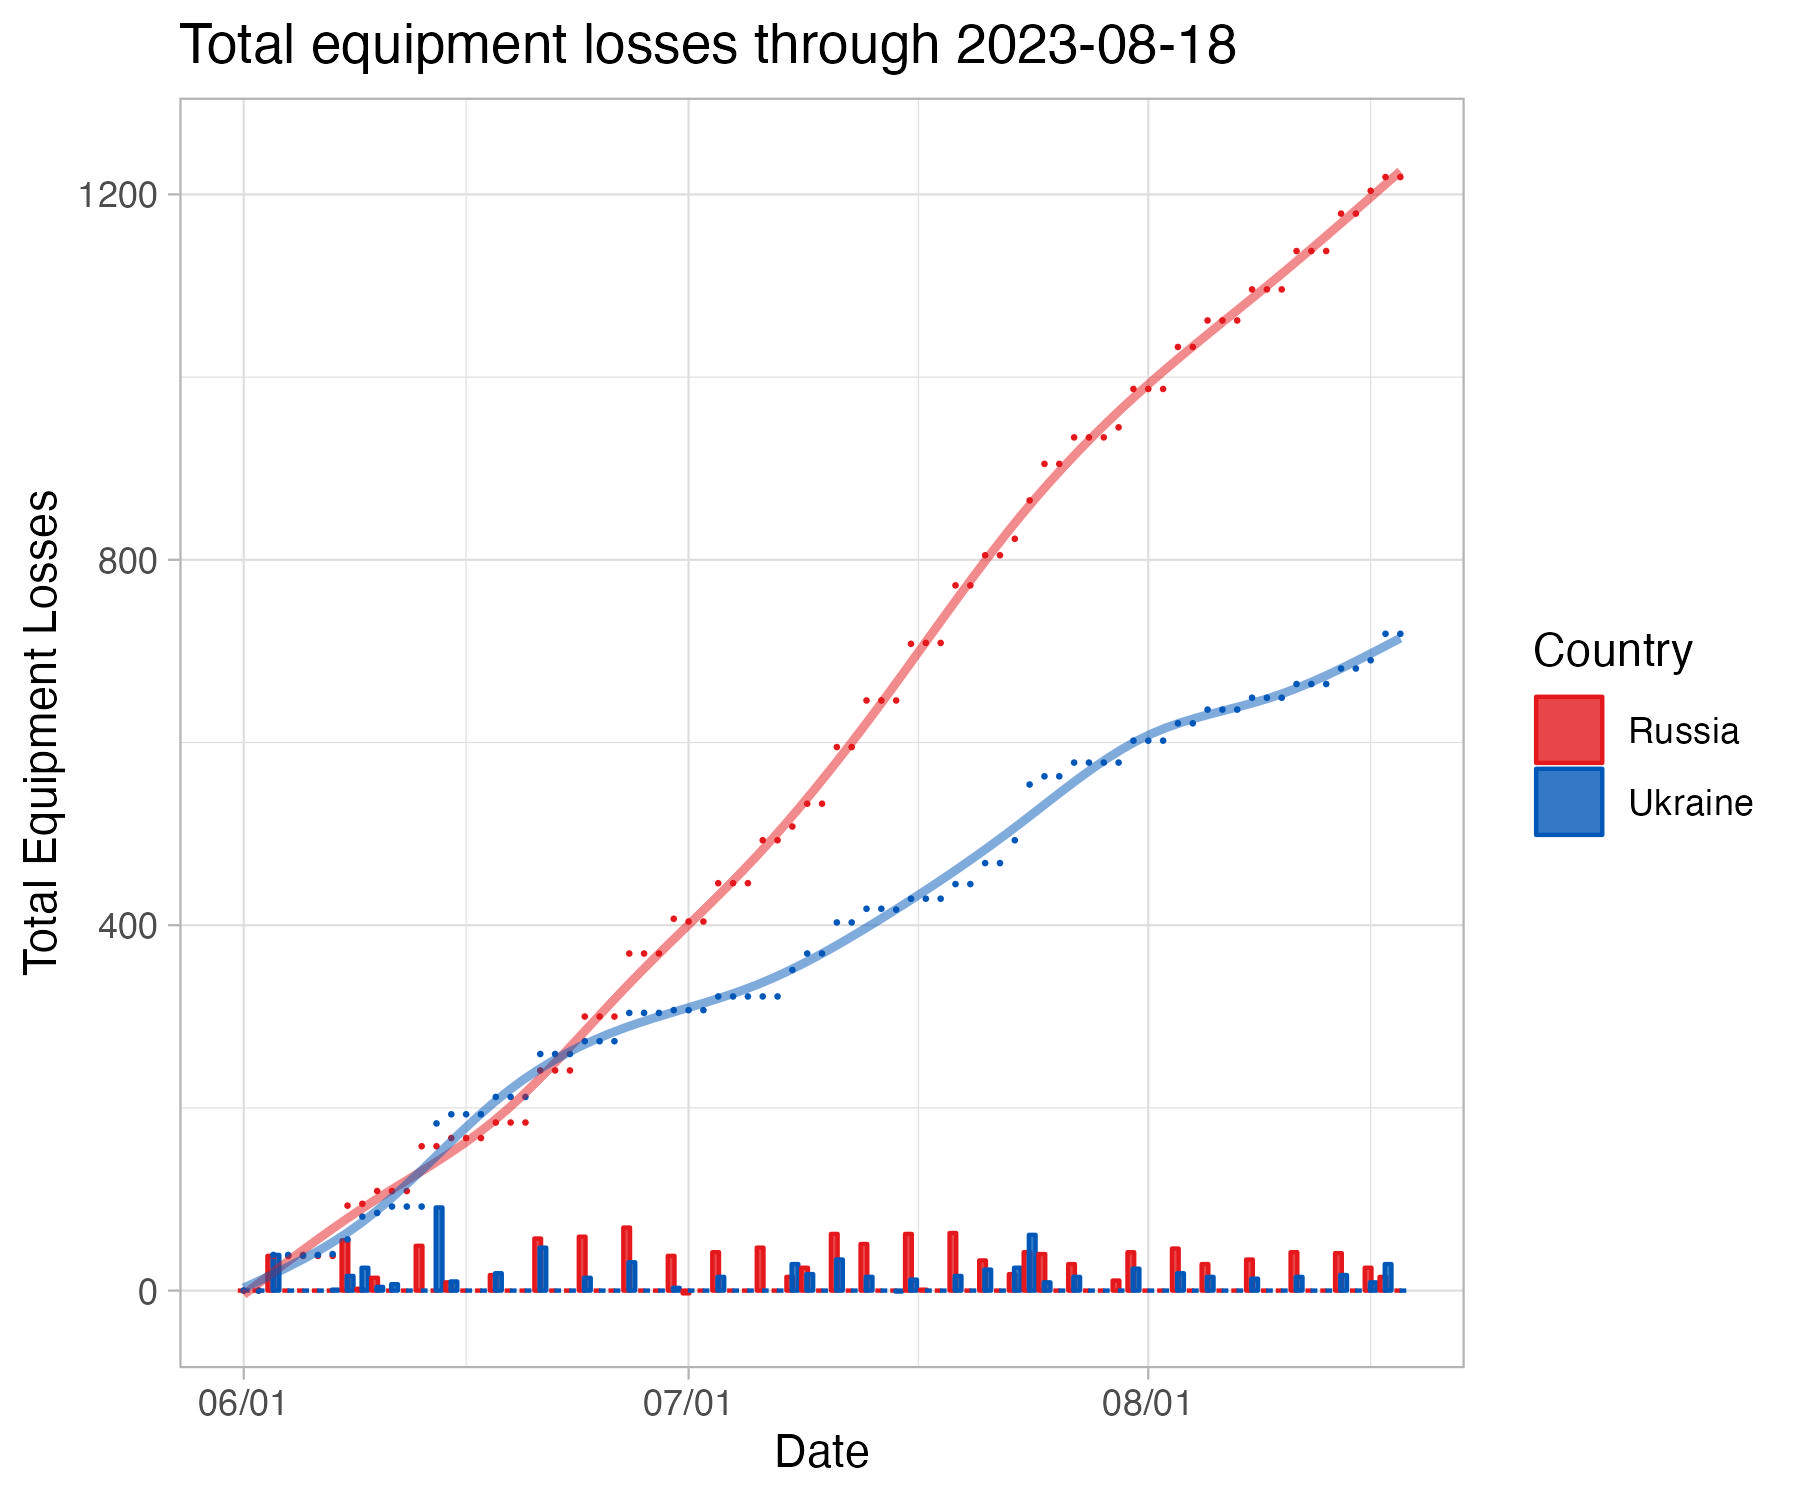 Total equipment losses through 2023-08-18
Total Equipment Losses
1200
800
400
0
06/01
07/01
08/01
Date
Country
Russia
Ukraine